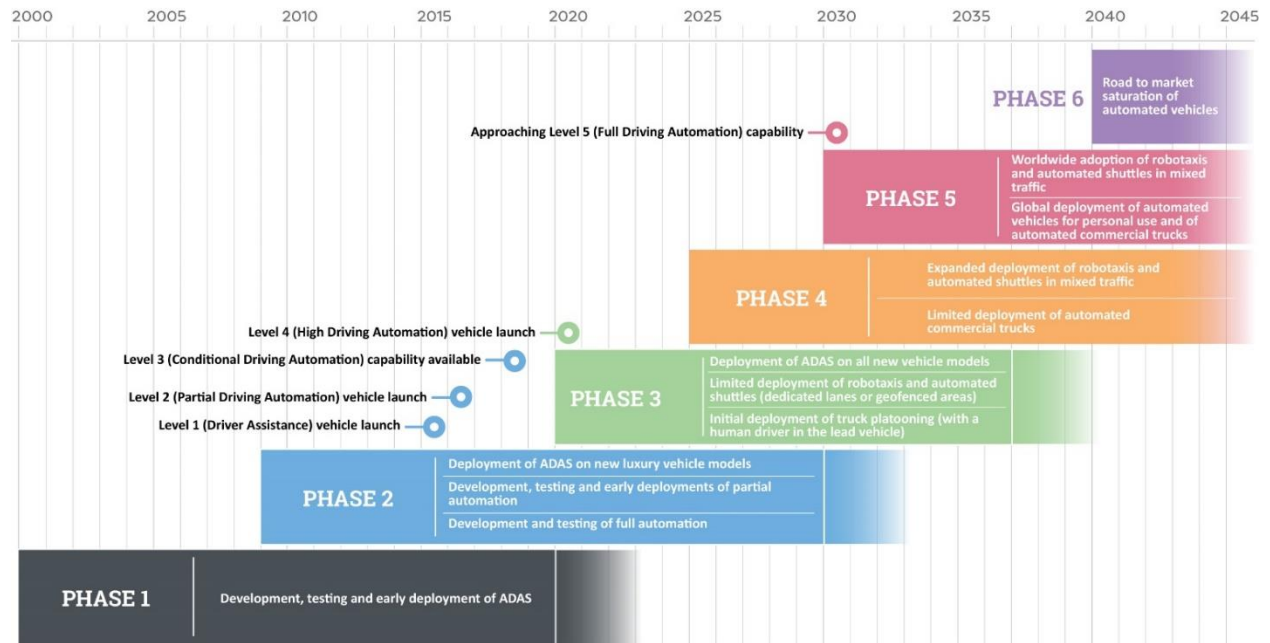 2000 2005 2010 2015 2020 2025 2030 2035 2040 2045
PHASE 6
Road to market
saturation of
automated vehicles
Approaching Level 5 (Full Driving Automation) capability
PHASE 5
Worldwide adoption of robotaxis
and automated shuttles in mixed
traffic
Global deployment of automated
vehicles for personal use and of
automated commercial trucks
PHASE 4
Expanded deployment of robotaxis and
automated shuttles in mixed traffic
Limited deployment of automated
commercial trucks
Level 4 (High Driving Automation) vehicle launch
Level 3 (Conditional Driving Automation) capability available
Level 2 (Partial Driving Automation) vehicle launch
Level 1 (Driver Assistance) vehicle launch
PHASE 3
Deployment of ADAS on all new vehicle models
Limited deployment of robotaxis and automated
shuttles (dedicated lanes or geofenced areas)
Initial deployment of truck platooning (with a
human driver in the lead vehicle)
PHASE 2
Deployment of ADAS on new luxury vehicle models
Development, testing and early deployments of partial
automation
Development and testing of full automation
PHASE 1
Development, testing and early deployment of ADAS